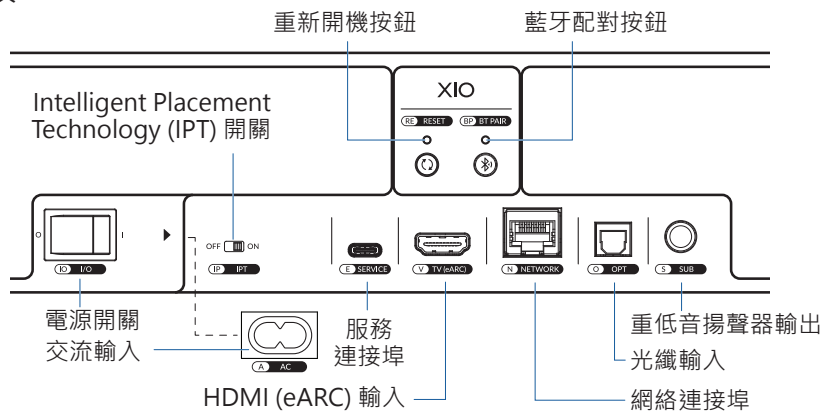 重新開機按鈕
藍牙配對按鈕
XIO
RE RESET
BP BT PAIR
Intelligent Placement
Technology (IPT) 開關
O
I
OFF
ON
IO I/O
IP IPT
E SERVICE
V TV (eARC)
N NETWORK
O OPT
S SUB
電源開關
交流輸入
A AC
服務
連接埠
HDMI (eARC) 輸入
重低音揚聲器輸出
光纖輸入
網絡連接埠